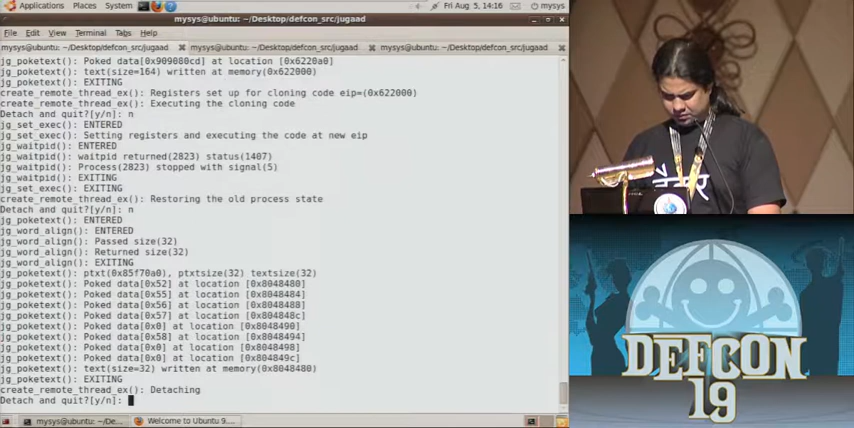 Applications Places System
Fri Aug 5, 14:16 mysys
mysys@ubuntu: ~/Desktop/defcon_src/jugaad
File Edit View Terminal Tabs Help
mysys@ubuntu: ~/Desktop/defcon_src/jugaad
mysys@ubuntu: ~/Desktop/defcon_src/jugaad
mysys@ubuntu: ~/Desktop/defcon_src/jugaad
jg_poketext(): Poked data[0x909080cd] at location [0x6220a0]
jg_poketext(): text(size=164) written at memory(0x622000)
jg_poketext(): EXITING
create_remote_thread_ex(): Registers set up for cloning code eip=(0x622000)
create_remote_thread_ex(): Executing the cloning code
Detach and quit?[y/n]: n
jg_set_exec(): ENTERED
jg_set_exec(): Setting registers and executing the code at new eip
jg_waitpid(): ENTERED
jg_waitpid(): waitpid returned(2823) status(1407)
jg_waitpid(): Process(2823) stopped with signal(5)
jg_waitpid(): EXITING
jg_set_exec(): EXITING
create_remote_thread_ex(): Restoring the old process state
Detach and quit?[y/n]: n
jg_poketext(): ENTERED
jg_word_align(): ENTERED
jg_word_align(): Passed size(32)
jg_word_align(): Returned size(32)
jg_word_align(): EXITING
jg_poketext(): ptxt(0x85f70a0), ptxtsize(32) textsize(32)
jg_poketext(): Poked data[0x52] at location [0x8048480]
jg_poketext(): Poked data[0x55] at location [0x8048484]
jg_poketext(): Poked data[0x56] at location [0x8048488]
jg_poketext(): Poked data[0x57] at location [0x804848c]
jg_poketext(): Poked data[0x0] at location [0x8048490]
jg_poketext(): Poked data[0x58] at location [0x8048494]
jg_poketext(): Poked data[0x0] at location [0x8048498]
jg_poketext(): Poked data[0x0] at location [0x804849c]
jg_poketext(): text(size=32) written at memory(0x8048480)
jg_poketext(): EXITING
create_remote_thread_ex(): Detaching
Detach and quit?[y/n]:
mysys@ubuntu: ~/De...
Welcome to Ubuntu 9....
DEFCON
19